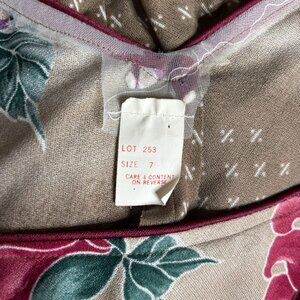 LOT 253
SIZE 7
CARE & CONTENT
ON REVERSE